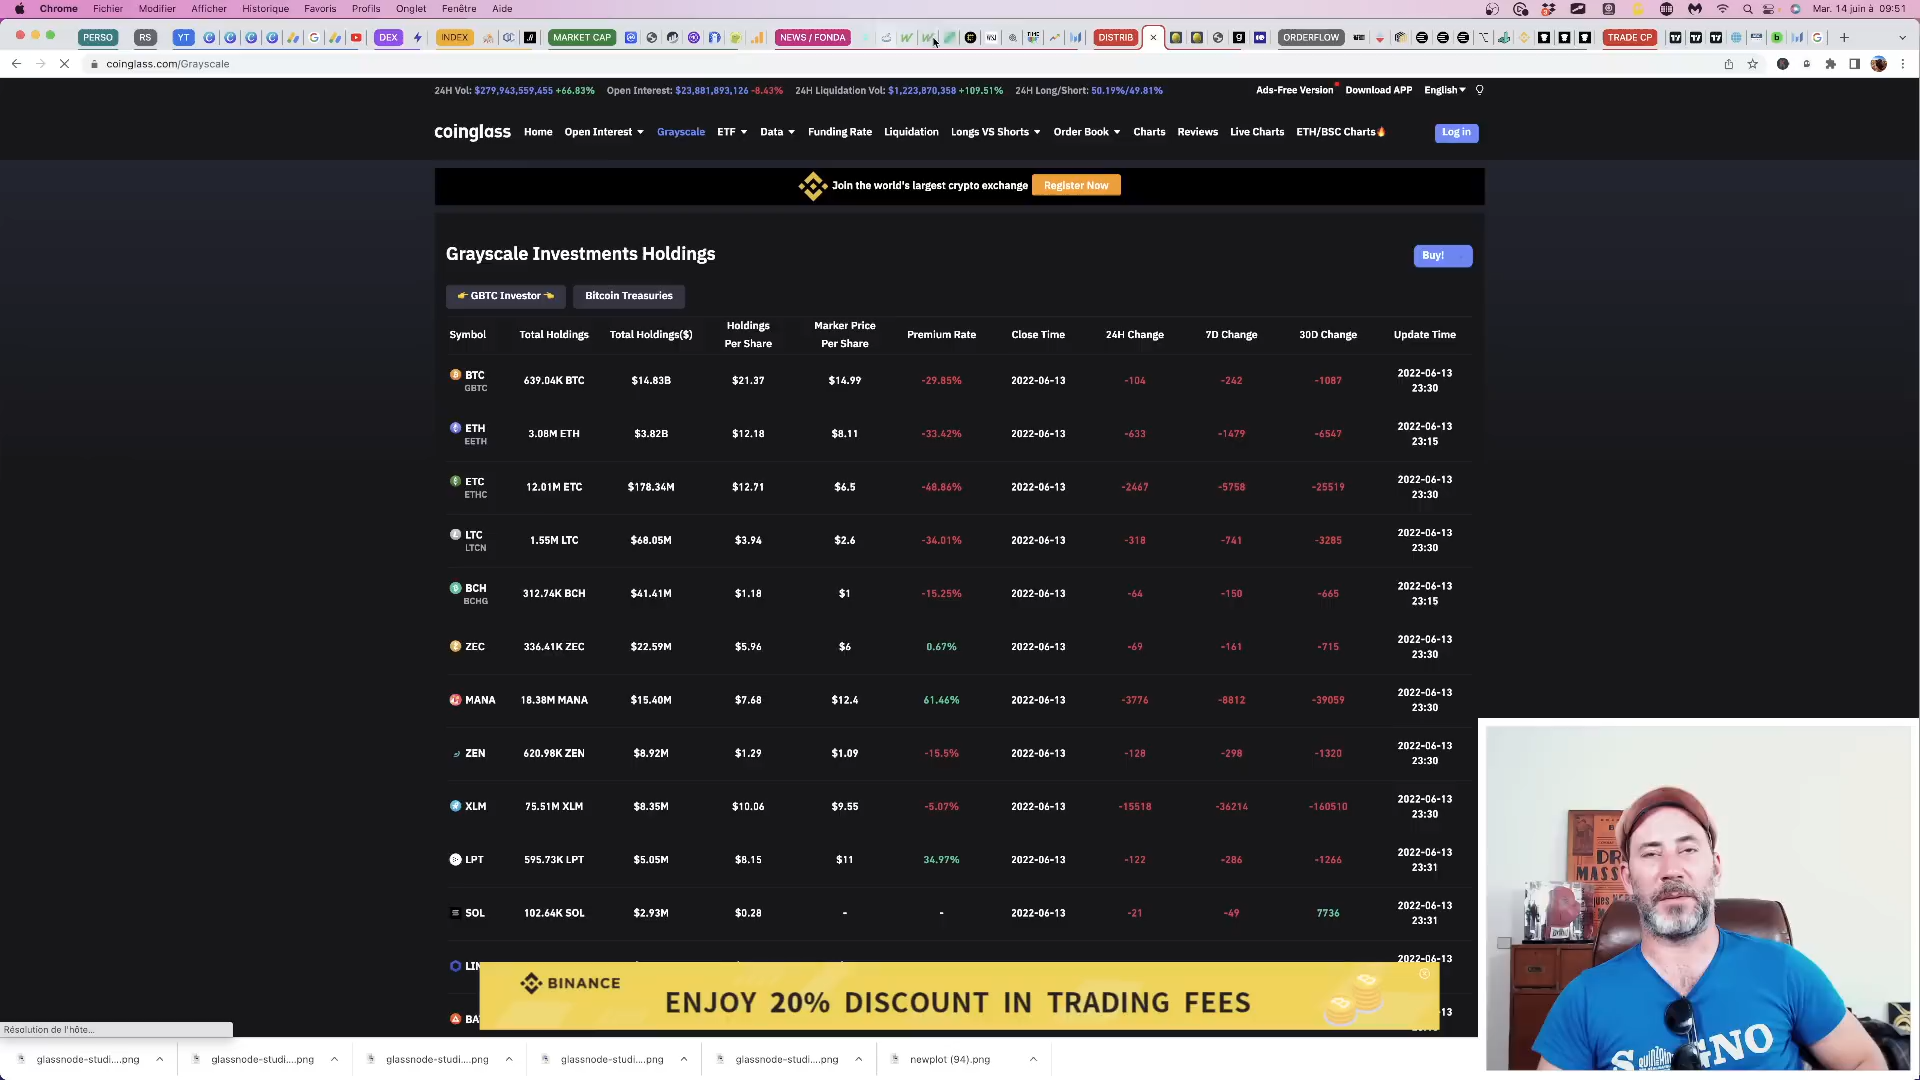 Chrome Fichier Modifier Afficher Historique Favoris Profils Onglet Fenêtre Aide Mar. 14 juin à 09:51
PERSO RS YT DEX INDEX MARKET CAP NEWS / FONDA DISTRIB ORDERFLOW TRADE CP
coinglass.com/Grayscale
24H Vol: $279,943,559,455 +66.83% Open Interest: $23,881,893,126 -8.43% 24H Liquidation Vol: $1,223,870,358 +109.51% 24H Long/Short: 50.19%/49.81% Ads-Free Version Download APP English
coinglass Home Open Interest Grayscale ETF Data Funding Rate Liquidation Longs VS Shorts Order Book Charts Reviews Live Charts ETH/BSC Charts Log in
Join the world's largest crypto exchange Register Now
Grayscale Investments Holdings Buy!
GBTC Investor Bitcoin Treasuries
Symbol Total Holdings Total Holdings($) Holdings Per Share Marker Price Per Share Premium Rate Close Time 24H Change 7D Change 30D Change Update Time
BTC GBTC 639.04K BTC $14.83B $21.37 $14.99 -29.85% 2022-06-13 -104 -242 -1087 2022-06-13 23:30
ETH EETH 3.08M ETH $3.82B $12.18 $8.11 -33.42% 2022-06-13 -633 -1479 -6547 2022-06-13 23:15
ETC ETHC 12.01M ETC $178.34M $12.71 $6.5 -48.86% 2022-06-13 -2467 -5758 -25519 2022-06-13 23:30
LTC LTCN 1.55M LTC $68.05M $3.94 $2.6 -34.01% 2022-06-13 -318 -741 -3285 2022-06-13 23:30
BCH BCHG 312.74K BCH $41.41M $1.18 $1 -15.25% 2022-06-13 -64 -150 -665 2022-06-13 23:15
ZEC 336.41K ZEC $22.59M $5.96 $6 0.67% 2022-06-13 -69 -161 -715 2022-06-13 23:30
MANA 18.38M MANA $15.40M $7.68 $12.4 61.46% 2022-06-13 -3776 -8812 -39059 2022-06-13 23:30
ZEN 620.98K ZEN $8.92M $1.29 $1.09 -15.5% 2022-06-13 -128 -298 -1320 2022-06-13 23:30
XLM 75.51M XLM $8.35M $10.06 $9.55 -5.07% 2022-06-13 -15518 -36214 -160510 2022-06-13 23:30
LPT 595.73K LPT $5.05M $8.15 $11 34.97% 2022-06-13 -122 -286 -1266 2022-06-13 23:31
SOL 102.64K SOL $2.93M $0.28 - - 2022-06-13 -21 -49 7736 2022-06-13 23:31
BINANCE
ENJOY 20% DISCOUNT IN TRADING FEES
Résolution de l'hôte...
glassnode-studi....png glassnode-studi....png glassnode-studi....png glassnode-studi....png glassnode-studi....png newplot (94).png